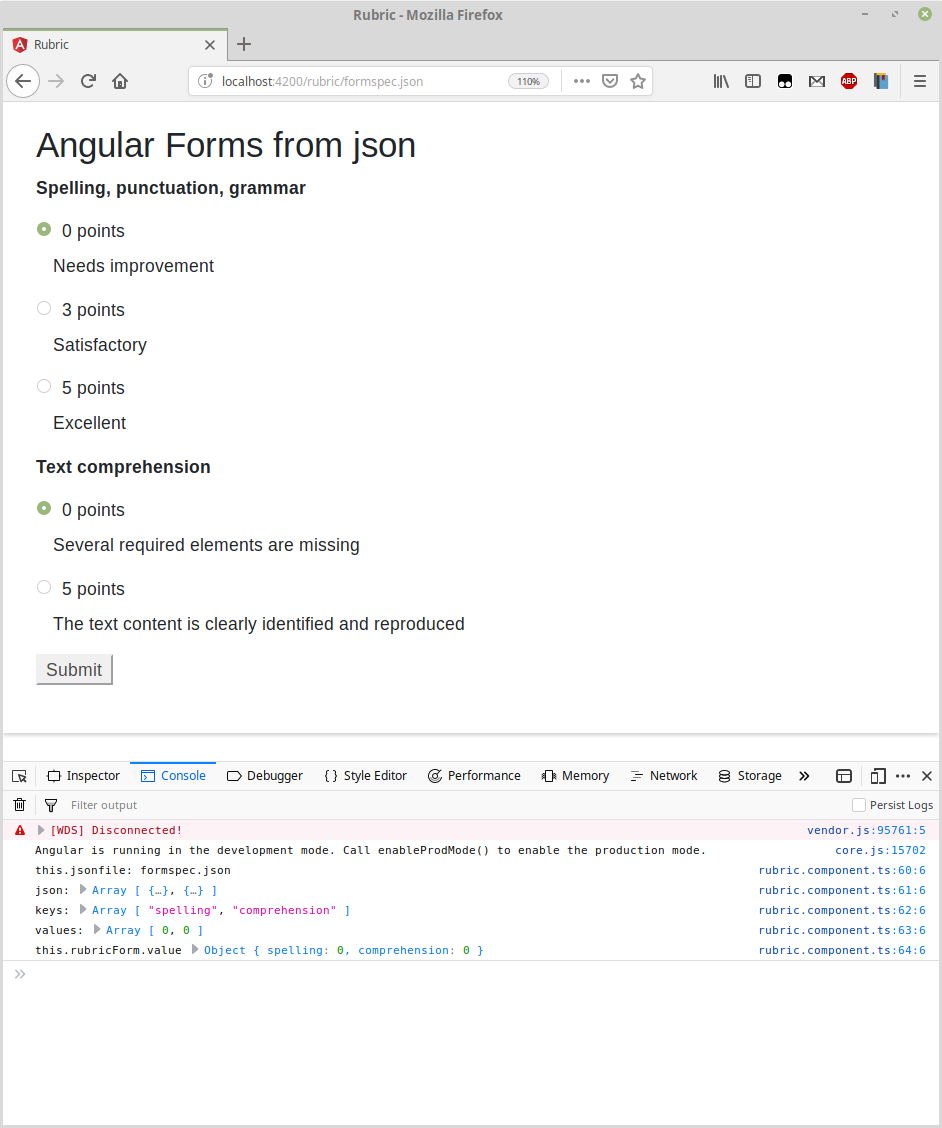 Rubric - Mozilla Firefox
Rubric
localhost:4200/rubric/formspec.json 110% ABP
Angular Forms from json
Spelling, punctuation, grammar
0 points
Needs improvement
3 points
Satisfactory
5 points
Excellent
Text comprehension
0 points
Several required elements are missing
5 points
The text content is clearly identified and reproduced
Submit
Inspector Console Debugger {} Style Editor Performance Memory Network Storage »
Filter output Persist Logs
[WDS] Disconnected! vendor.js:95761:5
Angular is running in the development mode. Call enableProdMode() to enable the production mode. core.js:15702
this.jsonfile: formspec.json rubric.component.ts:60:6
json: Array [ {…}, {…} ] rubric.component.ts:61:6
keys: Array [ "spelling", "comprehension" ] rubric.component.ts:62:6
values: Array [ 0, 0 ] rubric.component.ts:63:6
this.rubricForm.value Object { spelling: 0, comprehension: 0 } rubric.component.ts:64:6
»